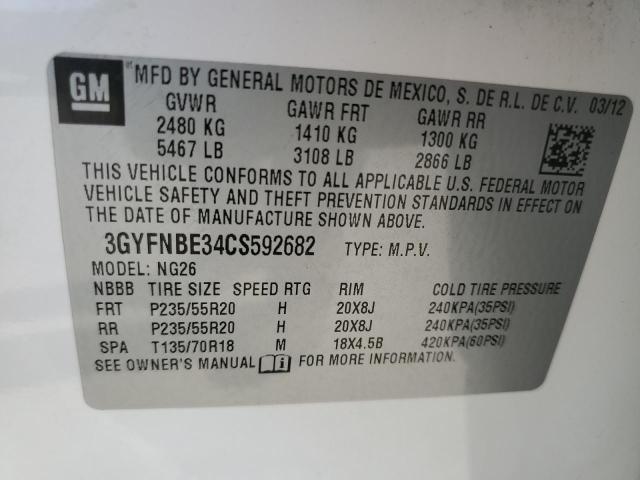 GM
MFD BY GENERAL MOTORS DE MEXICO, S. DE R.L. DE C.V. 03/12
GVWR GAWR FRT GAWR RR
2480 KG 1410 KG 1300 KG
5467 LB 3108 LB 2866 LB
THIS VEHICLE CONFORMS TO ALL APPLICABLE U.S. FEDERAL MOTOR
VEHICLE SAFETY AND THEFT PREVENTION STANDARDS IN EFFECT ON
THE DATE OF MANUFACTURE SHOWN ABOVE.
3GYFNBE34CS592682 TYPE: M.P.V.
MODEL: NG26
NBBB TIRE SIZE SPEED RTG RIM COLD TIRE PRESSURE
FRT P235/55R20 H 20X8J 240KPA(35PSI)
RR P235/55R20 H 20X8J 240KPA(35PSI)
SPA T135/70R18 M 18X4.5B 420KPA(60PSI)
SEE OWNER'S MANUAL FOR MORE INFORMATION.